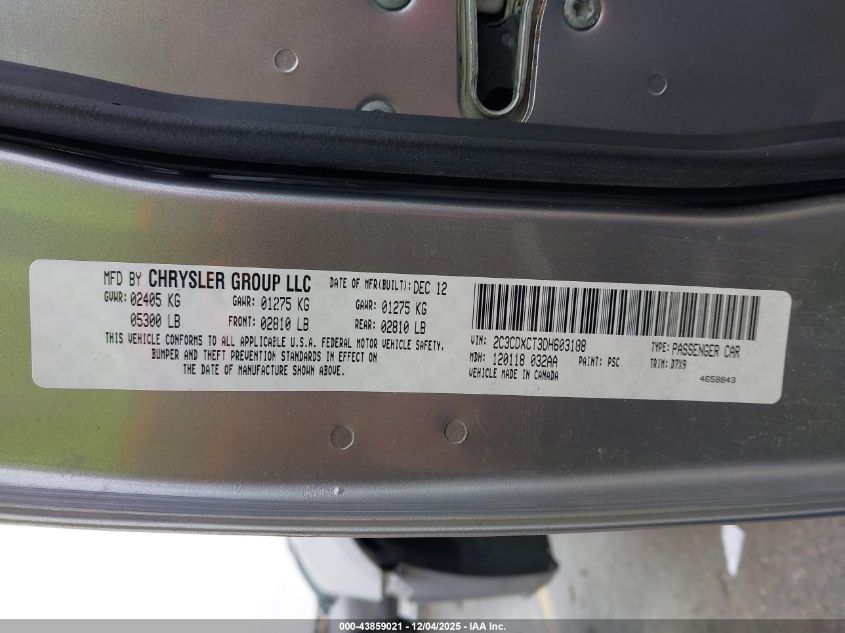 MFD BY CHRYSLER GROUP LLC DATE OF MFR(BUILT): DEC 12
GVWR: 02405 KG GAWR: 01275 KG GAWR: 01275 KG
05300 LB FRONT: 02810 LB REAR: 02810 LB
THIS VEHICLE CONFORMS TO ALL APPLICABLE U.S.A. FEDERAL MOTOR VEHICLE SAFETY,
BUMPER AND THEFT PREVENTION STANDARDS IN EFFECT ON
THE DATE OF MANUFACTURE SHOWN ABOVE.
VIN: 2C3CDXCT3DH603188 TYPE: PASSENGER CAR
MDH: 120118 032AA PAINT: PSC TRIM: D7X9
VEHICLE MADE IN CANADA 4658843
000-43859021 - 12/04/2025 - IAA Inc.